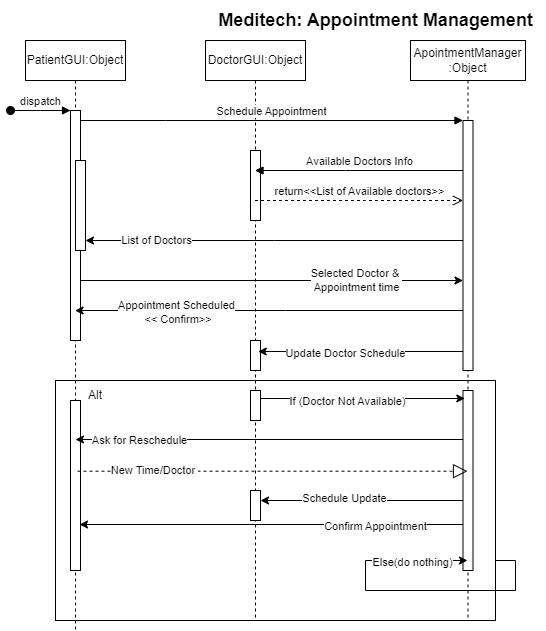 Meditech: Appointment Management
PatientGUI:Object
DoctorGUI:Object
ApointmentManager
:Object
dispatch
Schedule Appointment
Available Doctors Info
return<<List of Available doctors>>
List of Doctors
Selected Doctor &
Appointment time
Appointment Scheduled
<< Confirm>>
Update Doctor Schedule
Alt
If (Doctor Not Available)
Ask for Reschedule
New Time/Doctor
Schedule Update
Confirm Appointment
Else(do nothing)